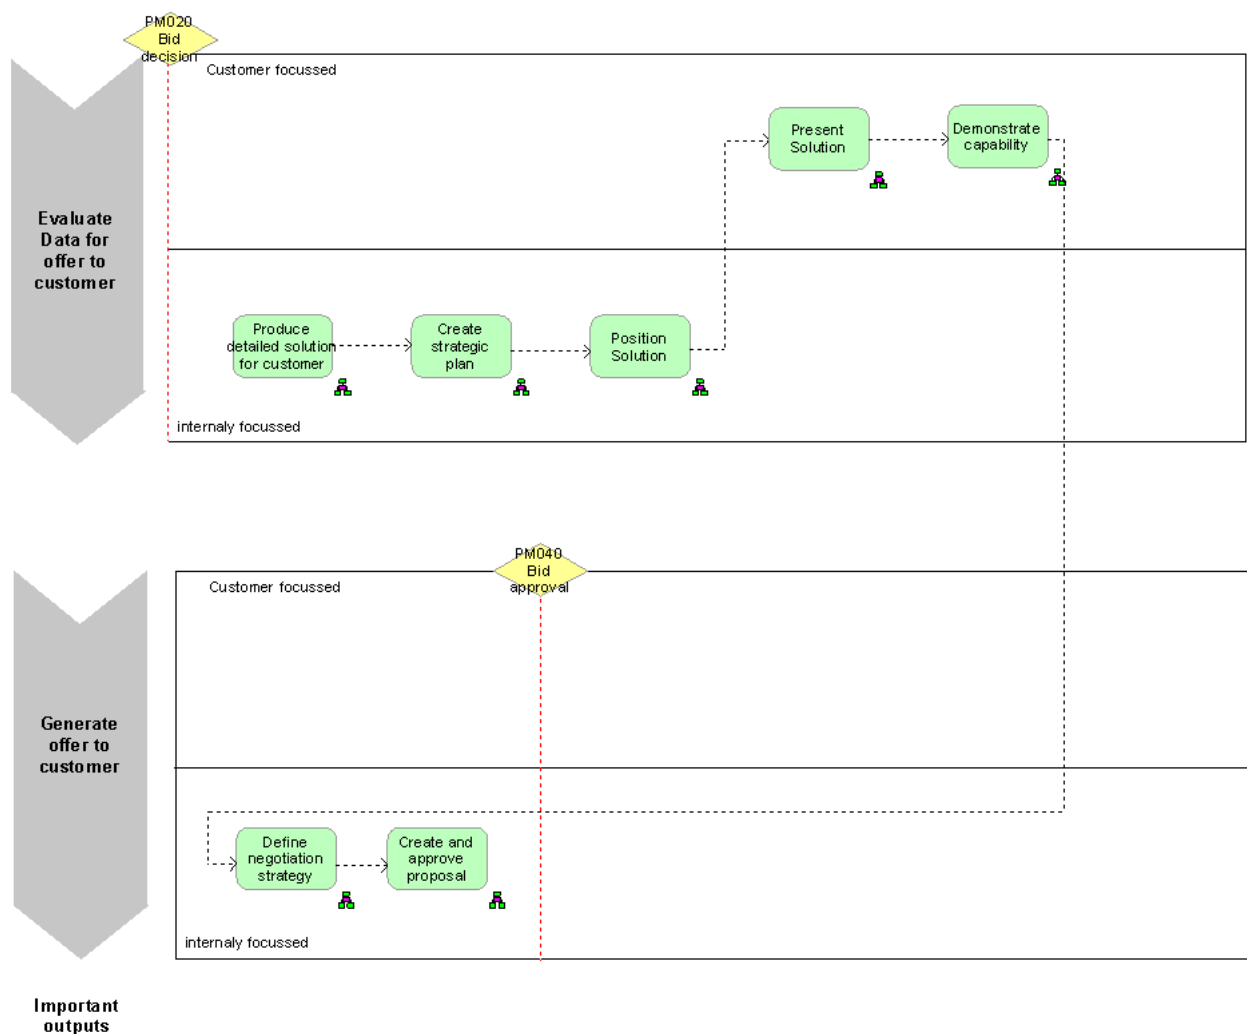 PM020
Bid
decision
Customer focussed
Present
Solution
Demonstrate
capability
Evaluate
Data for
offer to
customer
Produce
detailed solution
for customer
Create
strategic
plan
Position
Solution
internaly focussed
PM040
Bid
approval
Customer focussed
Generate
offer to
customer
Define
negotiation
strategy
Create and
approve
proposal
internaly focussed
Important
outputs